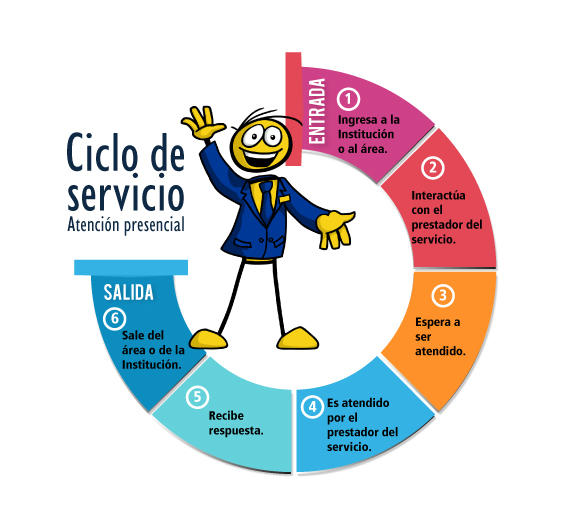 Ciclo de
servicio
Atención presencial
ENTRADA
1
Ingresa a la
Institución
o al área.
2
Interactúa
con el
prestador del
servicio.
3
Espera a
ser
atendido.
4
Es atendido
por el
prestador del
servicio.
5
Recibe
respuesta.
SALIDA
6
Sale del
área o de la
Institución.